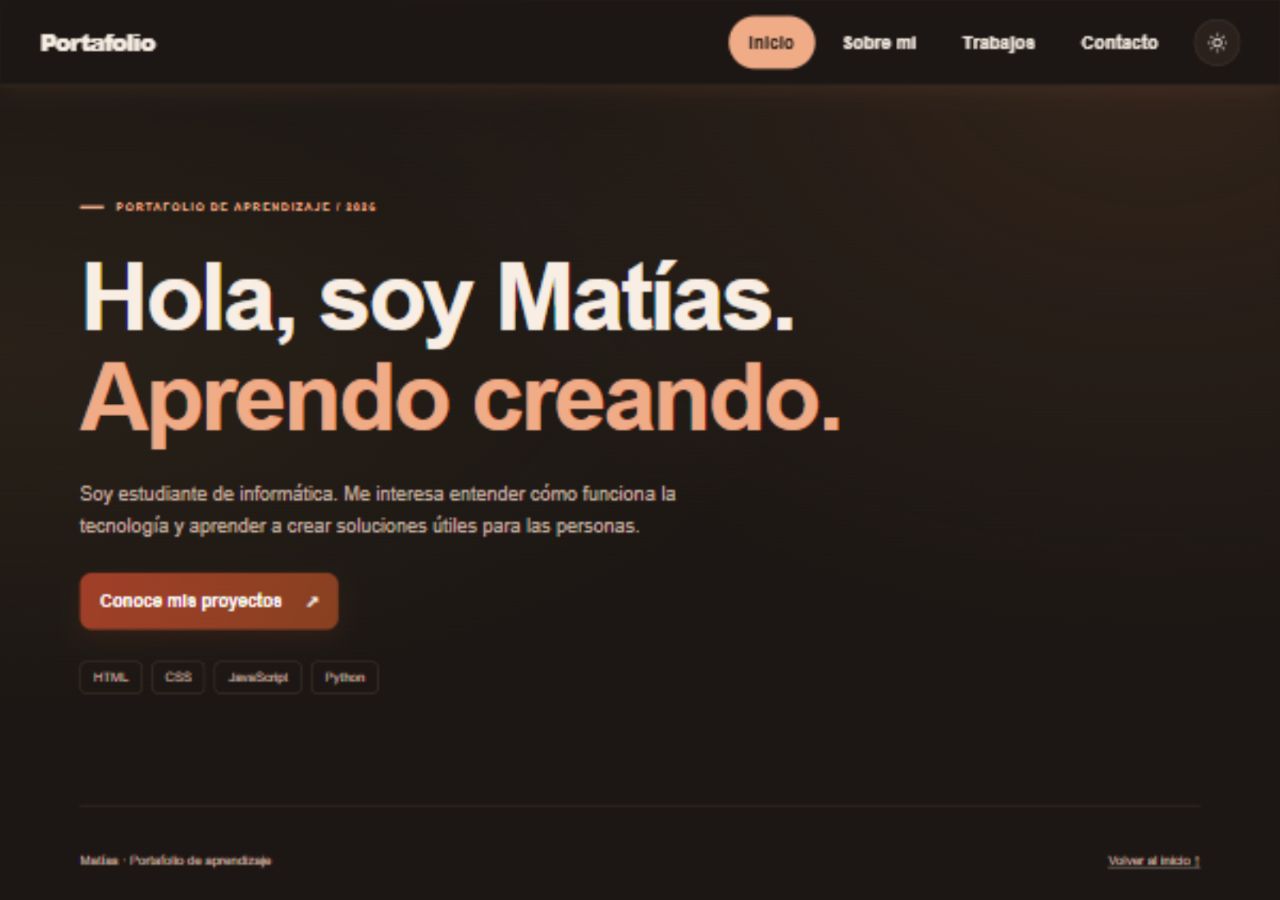 Portafolio
Inicio
Sobre mí
Trabajos
Contacto
PORTAFOLIO DE APRENDIZAJE / 2026
Hola, soy Matías.
Aprendo creando.
Soy estudiante de informática. Me interesa entender cómo funciona la
tecnología y aprender a crear soluciones útiles para las personas.
Conoce mis proyectos ↗
HTML
CSS
JavaScript
Python
Matías · Portafolio de aprendizaje
Volver al inicio ↑